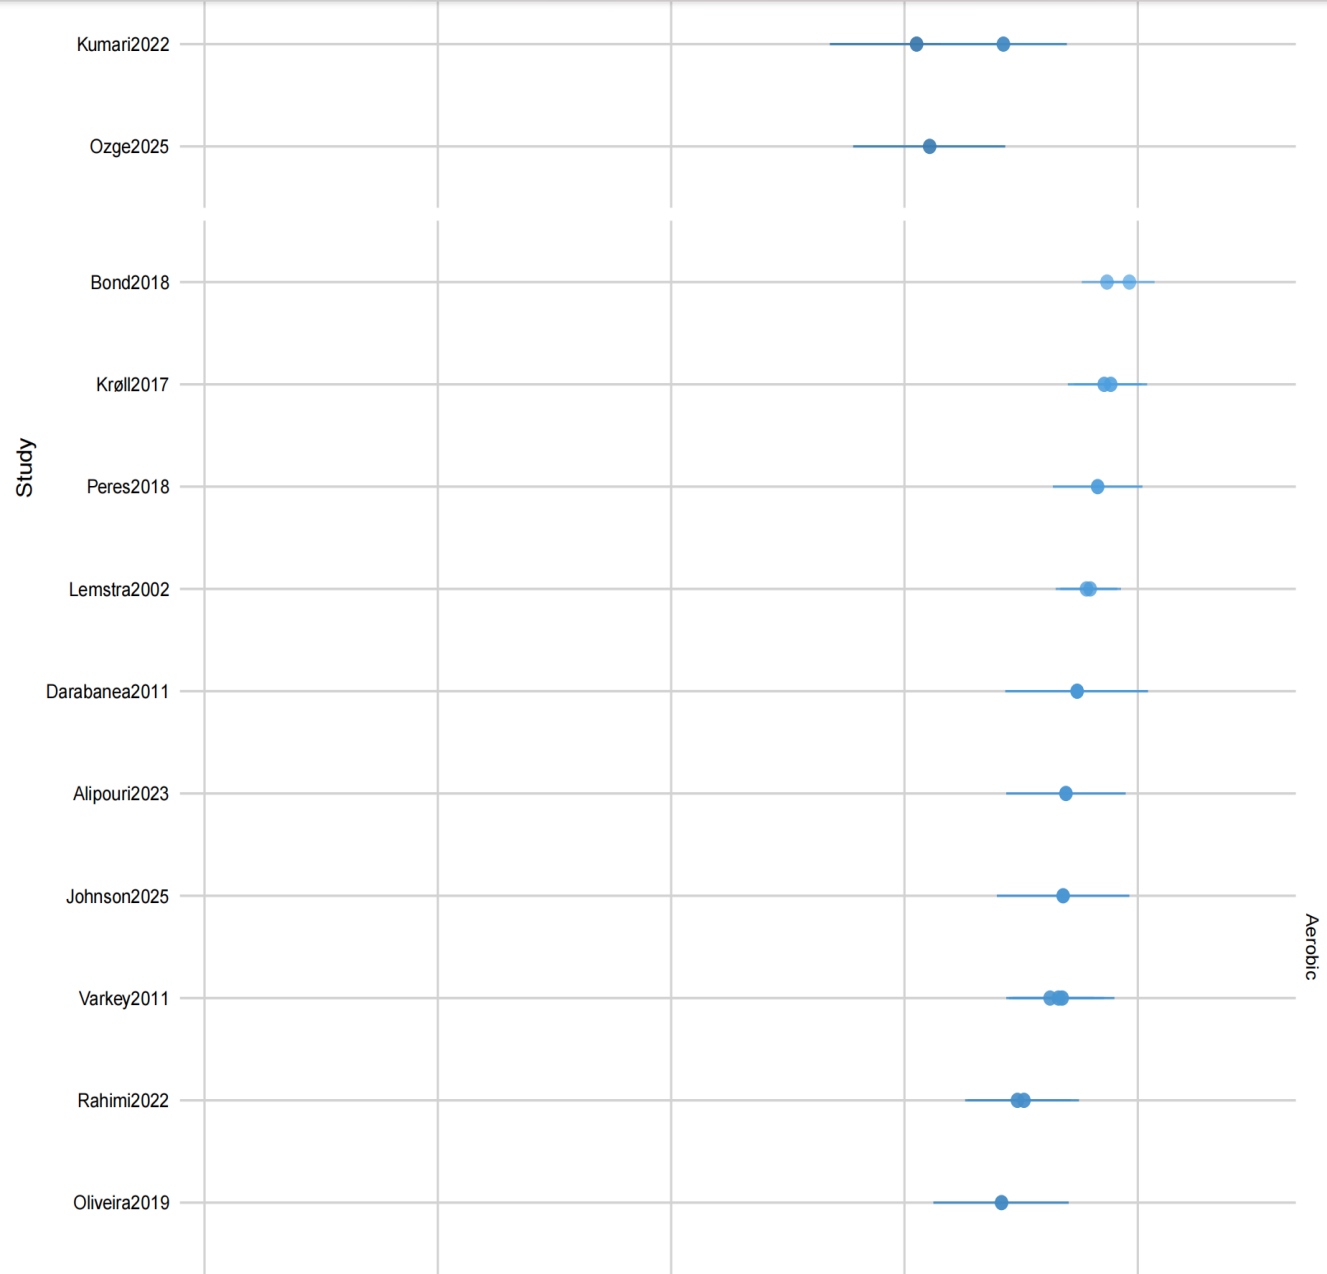 Kumari2022
Ozge2025
Bond2018
Krøll2017
Study
Peres2018
Lemstra2002
Darabanea2011
Alipouri2023
Johnson2025
Aerobic
Varkey2011
Rahimi2022
Oliveira2019